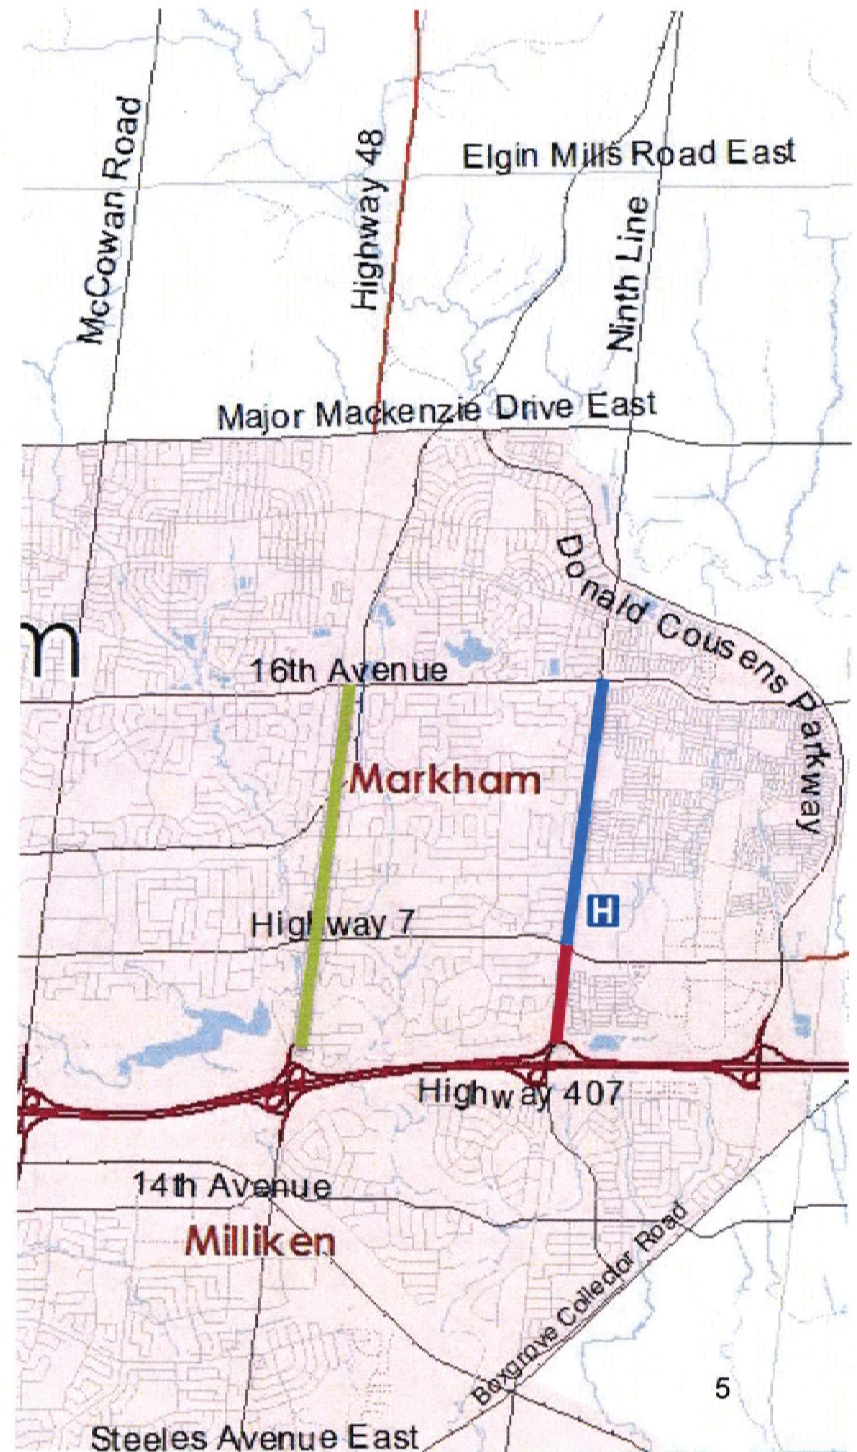 McCowan Road
Highway 48
Elgin Mills Road East
Ninth Line
Major Mackenzie Drive East
Donald Cousens Parkway
m
16th Avenue
Markham
H
Highway 7
Highway 407
14th Avenue
Milliken
Boxgrove Collector Road
5
Steeles Avenue East